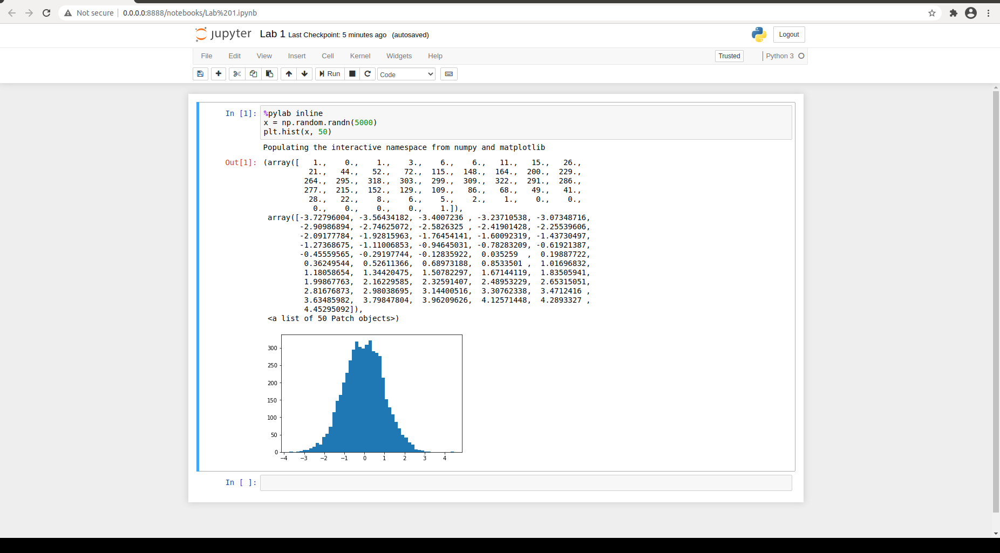 Not secure | 0.0.0.0:8888/notebooks/Lab%201.ipynb
jupyter Lab 1 Last Checkpoint: 5 minutes ago (autosaved) Logout
File Edit View Insert Cell Kernel Widgets Help Trusted Python 3
Run Code
In [1]: %pylab inline
x = np.random.randn(5000)
plt.hist(x, 50)
Populating the interactive namespace from numpy and matplotlib
Out[1]: (array([ 1., 0., 1., 3., 6., 6., 11., 15., 26.,
21., 44., 52., 72., 115., 148., 164., 200., 229.,
264., 295., 318., 303., 299., 309., 322., 291., 286.,
277., 215., 152., 129., 109., 86., 68., 49., 41.,
28., 22., 8., 6., 5., 2., 1., 0., 0.,
0., 0., 0., 0., 1.]),
array([-3.72796004, -3.56434182, -3.4007236 , -3.23710538, -3.07348716,
-2.90986894, -2.74625072, -2.5826325 , -2.41901428, -2.25539606,
-2.09177784, -1.92815963, -1.76454141, -1.60092319, -1.43730497,
-1.27368675, -1.11006853, -0.94645031, -0.78283209, -0.61921387,
-0.45559565, -0.29197744, -0.12835922, 0.035259 , 0.19887722,
0.36249544, 0.52611366, 0.68973188, 0.8533501 , 1.01696832,
1.18058654, 1.34420475, 1.50782297, 1.67144119, 1.83505941,
1.99867763, 2.16229585, 2.32591407, 2.48953229, 2.65315051,
2.81676873, 2.98038695, 3.14400516, 3.30762338, 3.4712416 ,
3.63485982, 3.79847804, 3.96209626, 4.12571448, 4.2893327 ,
4.45295092]),
<a list of 50 Patch objects>)
300
250
200
150
100
50
0
−4 −3 −2 −1 0 1 2 3 4
In [ ]: